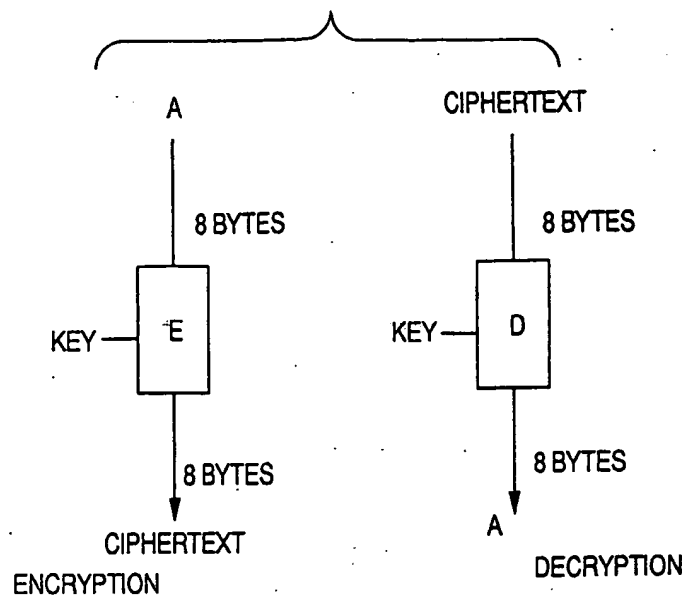 A
8 BYTES
KEY
E
8 BYTES
CIPHERTEXT
ENCRYPTION
CIPHERTEXT
8 BYTES
KEY
D
8 BYTES
A
DECRYPTION